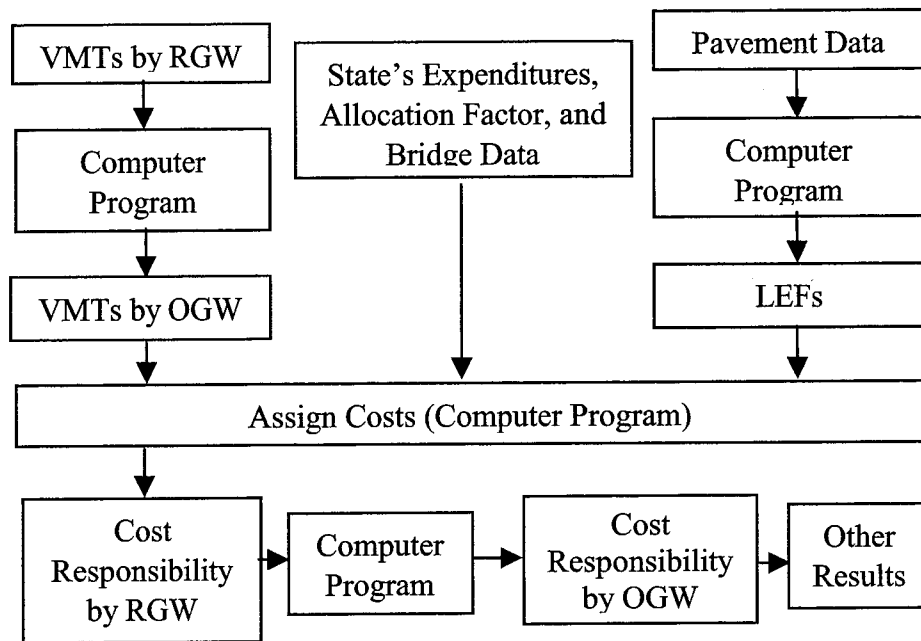 VMTs by RGW
Computer
Program
VMTs by OGW
State's Expenditures,
Allocation Factor, and
Bridge Data
Pavement Data
Computer
Program
LEFs
Assign Costs (Computer Program)
Cost
Responsibility
by RGW
Computer
Program
Cost
Responsibility
by OGW
Other
Results